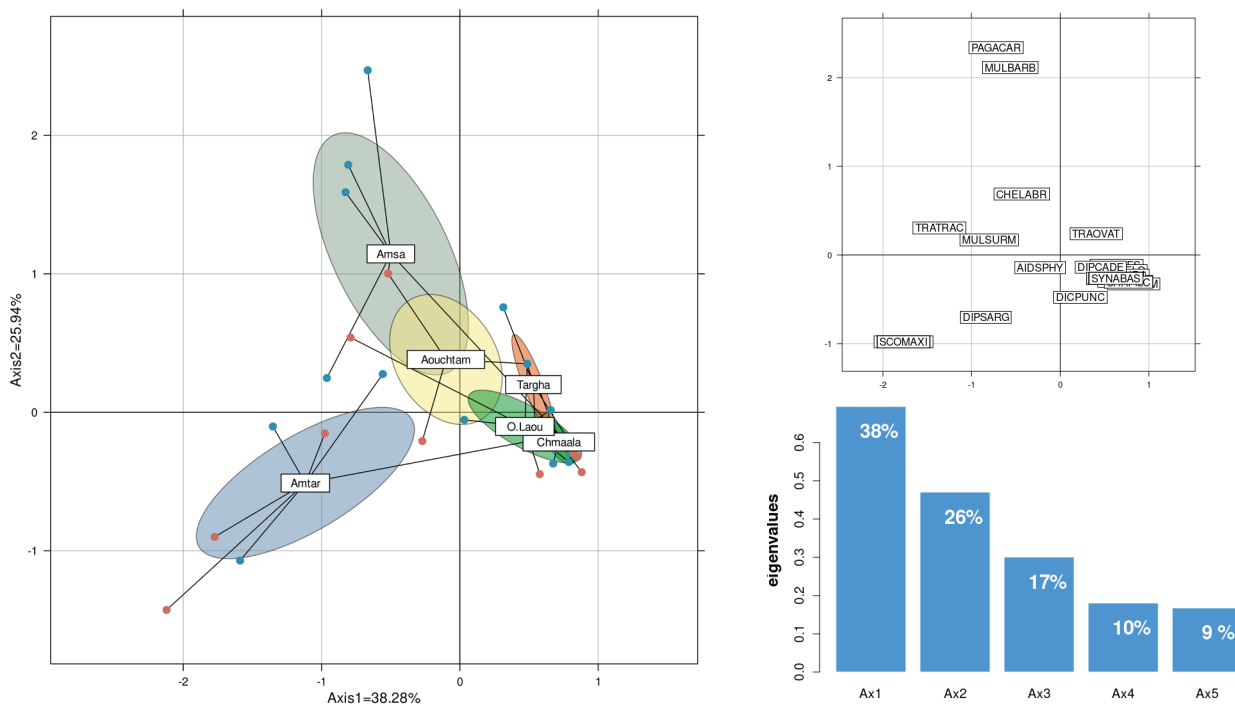 2
1
0
-1
-2
-1
0
1
Axis2=25.94%
Axis1=38.28%
Amsa
Aouchtam
Targha
O.Laou
Chmaala
Amtar
2
1
0
-1
-2
-1
0
1
PAGACAR
MULBARB
CHELABR
TRATRAC
MULSURM
TRAOVAT
AIDSPHY
DIPCADE
SYNABAS
DICPUNC
DIPSARG
SCOMAXI
eigenvalues
0.6
0.5
0.4
0.3
0.2
0.1
0.0
38%
26%
17%
10%
9 %
Ax1
Ax2
Ax3
Ax4
Ax5